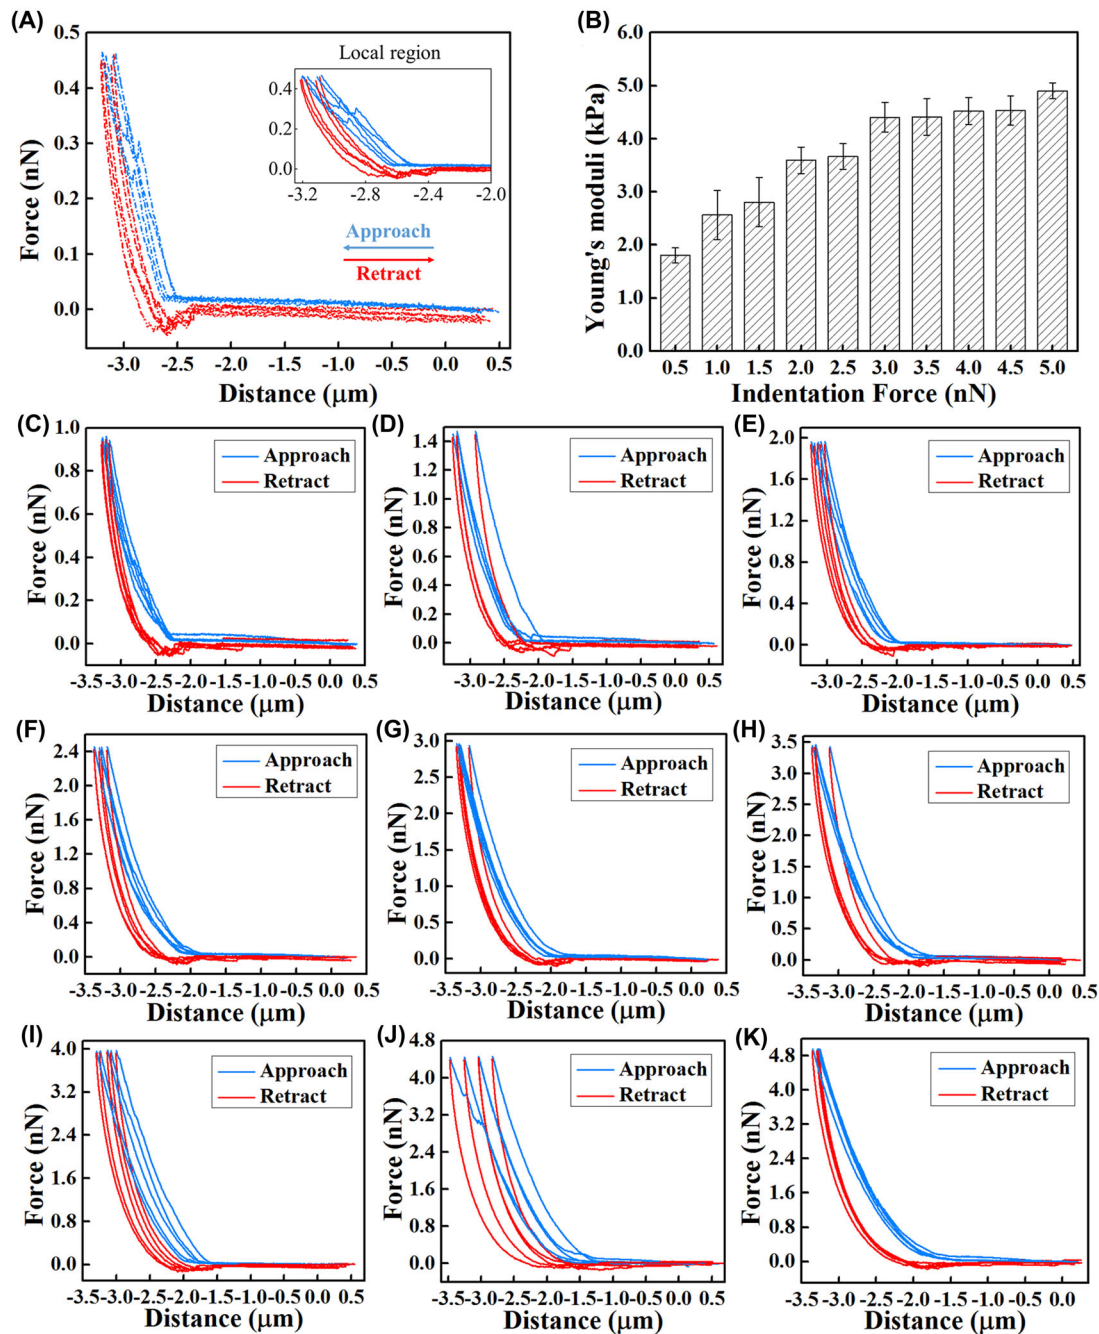 (A)
0.5
0.4
0.3
0.2
0.1
0.0
Force (nN)
Local region
0.4
0.2
0.0
-3.2 -2.8 -2.4 -2.0
Approach
Retract
-3.0 -2.5 -2.0 -1.5 -1.0 -0.5 0.0 0.5
Distance (μm)
(B)
6.0
5.0
4.0
3.0
2.0
1.0
0.0
Young's moduli (kPa)
0.5 1.0 1.5 2.0 2.5 3.0 3.5 4.0 4.5 5.0
Indentation Force (nN)
(C)
1.0
0.8
0.6
0.4
0.2
0.0
Force (nN)
Approach
Retract
-3.5 -3.0 -2.5 -2.0 -1.5 -1.0 -0.5 0.0 0.5
Distance (μm)
(D)
1.4
1.2
1.0
0.8
0.6
0.4
0.2
0.0
Force (nN)
Approach
Retract
-3.0 -2.5 -2.0 -1.5 -1.0 -0.5 0.0 0.5
Distance (μm)
(E)
2.0
1.6
1.2
0.8
0.4
0.0
Force (nN)
Approach
Retract
-3.0 -2.5 -2.0 -1.5 -1.0 -0.5 0.0 0.5
Distance (μm)
(F)
2.4
2.0
1.6
1.2
0.8
0.4
0.0
Force (nN)
Approach
Retract
-3.5 -3.0 -2.5 -2.0 -1.5 -1.0 -0.5 0.0 0.5
Distance (μm)
(G)
3.0
2.5
2.0
1.5
1.0
0.5
0.0
Force (nN)
Approach
Retract
-3.5 -3.0 -2.5 -2.0 -1.5 -1.0 -0.5 0.0 0.5
Distance (μm)
(H)
3.5
3.0
2.5
2.0
1.5
1.0
0.5
0.0
Force (nN)
Approach
Retract
-3.5 -3.0 -2.5 -2.0 -1.5 -1.0 -0.5 0.0 0.5
Distance (μm)
(I)
4.0
3.2
2.4
1.6
0.8
0.0
Force (nN)
Approach
Retract
-3.5 -3.0 -2.5 -2.0 -1.5 -1.0 -0.5 0.0 0.5
Distance (μm)
(J)
4.8
4.0
3.2
2.4
1.6
0.8
0.0
Force (nN)
Approach
Retract
-3.5 -3.0 -2.5 -2.0 -1.5 -1.0 -0.5 0.0 0.5
Distance (μm)
(K)
4.8
4.0
3.2
2.4
1.6
0.8
0.0
Force (nN)
Approach
Retract
-3.5 -3.0 -2.5 -2.0 -1.5 -1.0 -0.5 0.0
Distance (μm)